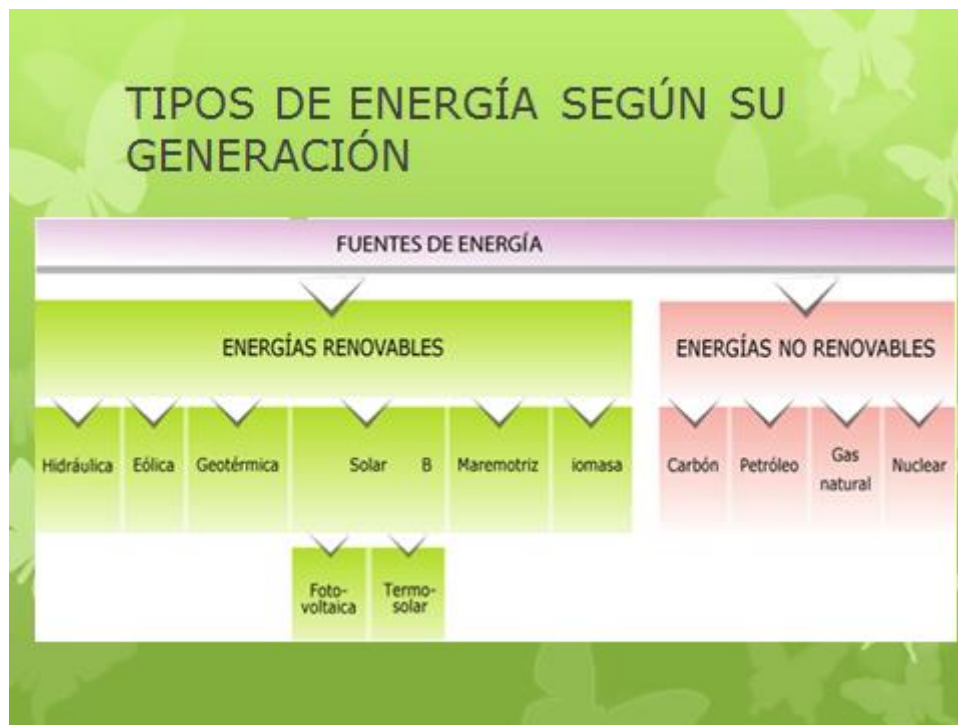 TIPOS DE ENERGÍA SEGÚN SU
GENERACIÓN
FUENTES DE ENERGÍA
ENERGÍAS RENOVABLES
ENERGÍAS NO RENOVABLES
Hidráulica
Eólica
Geotérmica
Solar B
Maremotriz
iomasa
Carbón
Petróleo
Gas
natural
Nuclear
Foto-
voltaica
Termo-
solar